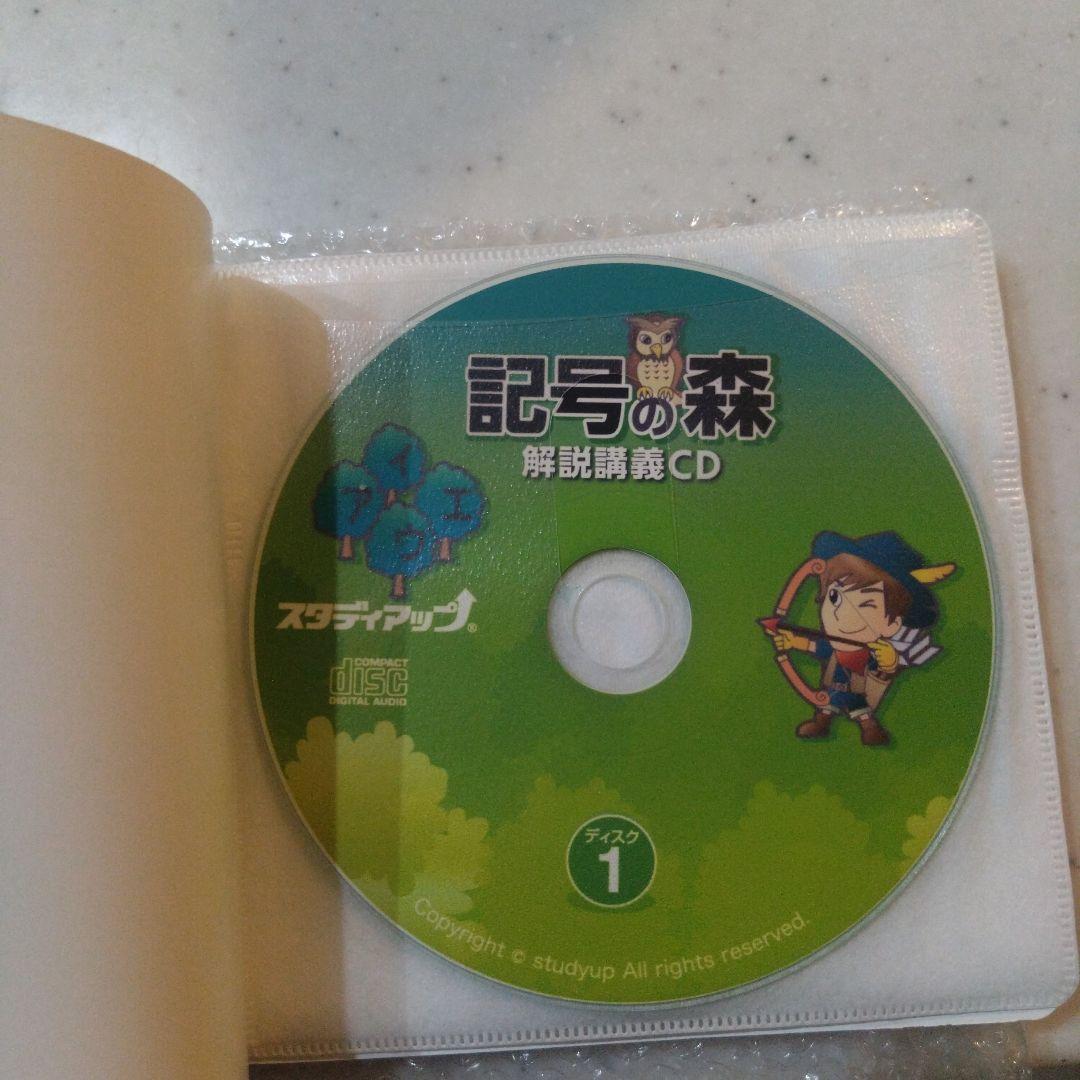 記号の森
解説講義CD
イ
ア エ
ウ
スタディアップ®
COMPACT
disc
DIGITAL AUDIO
ディスク
1
Copyright © studyup All rights reserved.